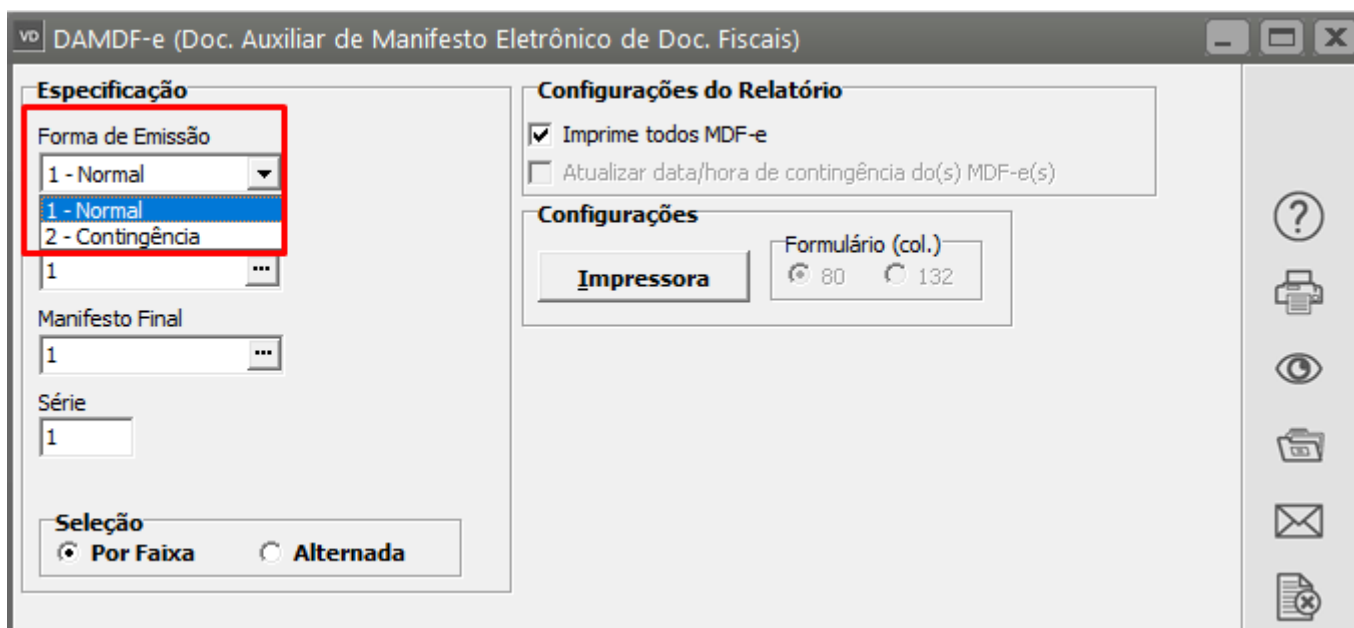 VD DAMDF-e (Doc. Auxiliar de Manifesto Eletrônico de Doc. Fiscais)
Especificação
Forma de Emissão
1 - Normal
1 - Normal
2 - Contingência
1 ...
Manifesto Final
1 ...
Série
1
Seleção
Por Faixa Alternada
Configurações do Relatório
Imprime todos MDF-e
Atualizar data/hora de contingência do(s) MDF-e(s)
Configurações
Impressora
Formulário (col.)
80 132
?